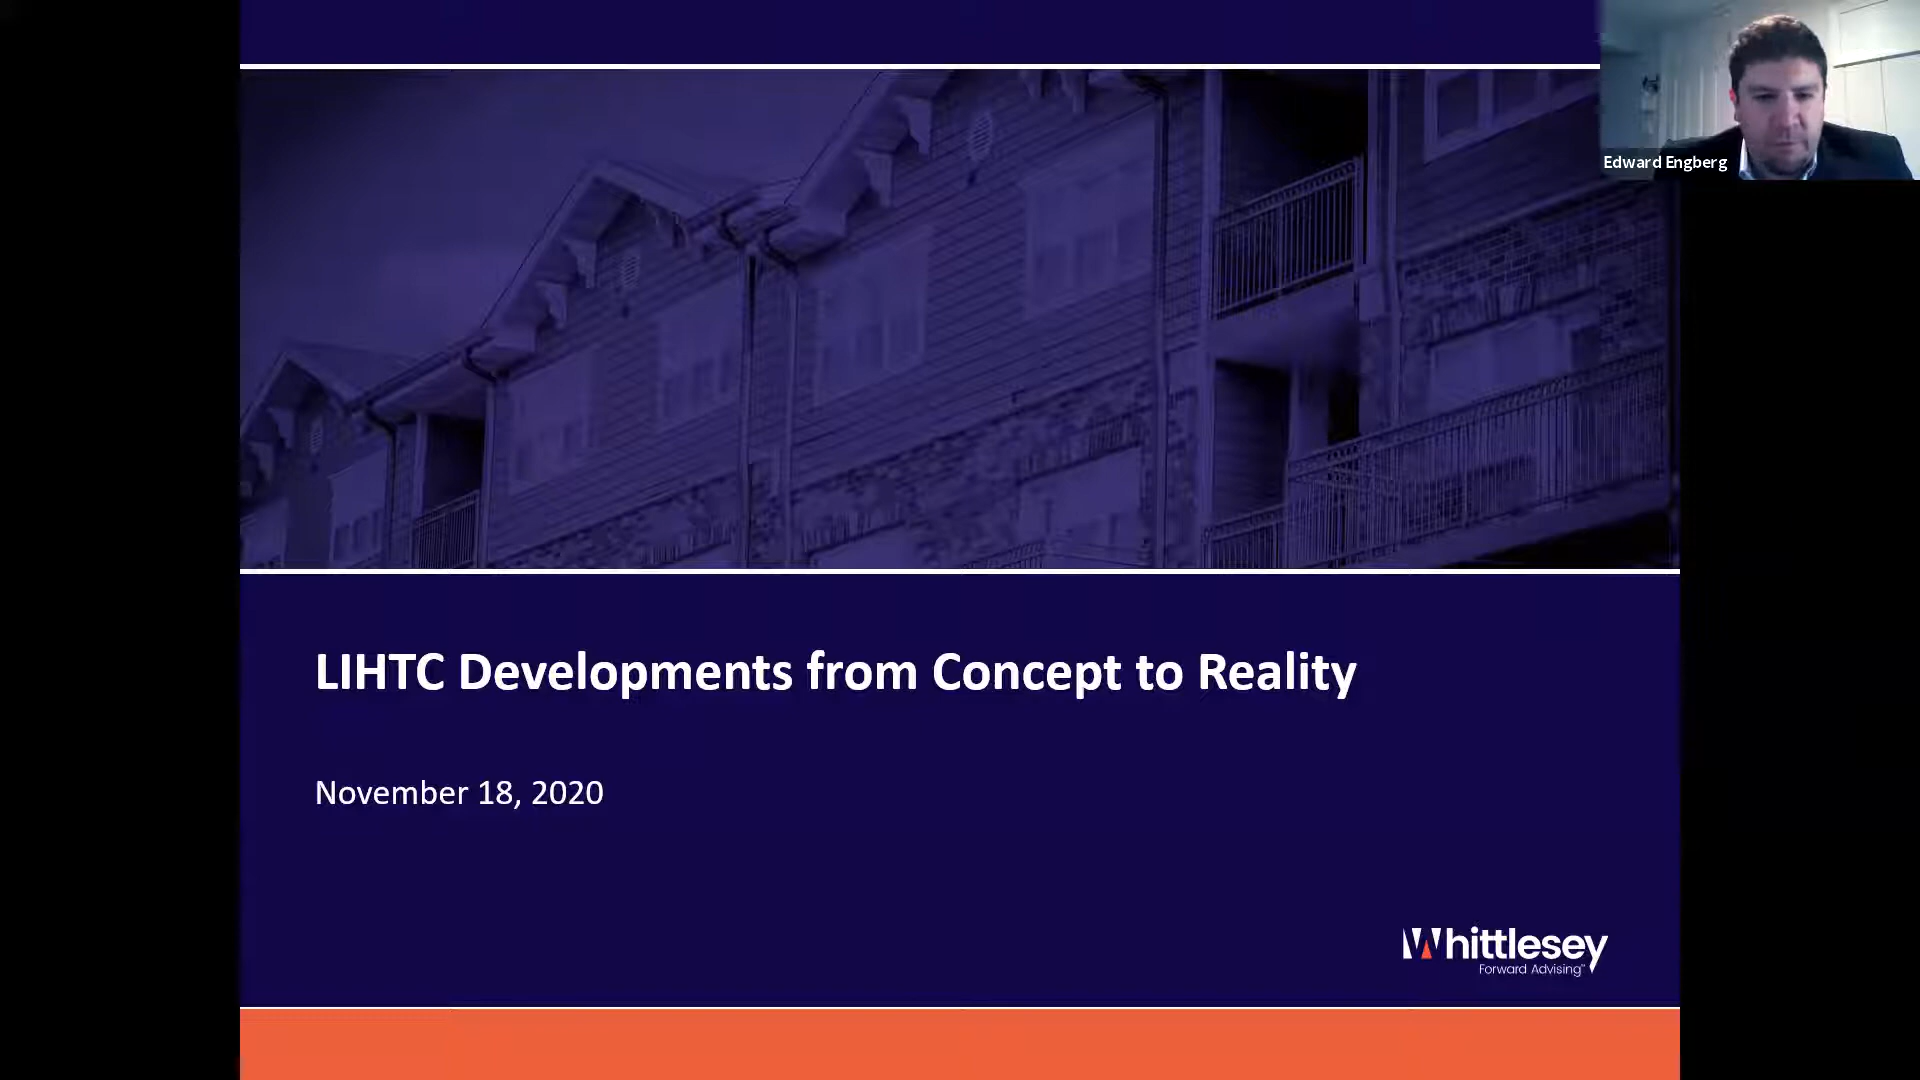 Edward Engberg
LIHTC Developments from Concept to Reality
November 18, 2020
Whittlesey
Forward Advising